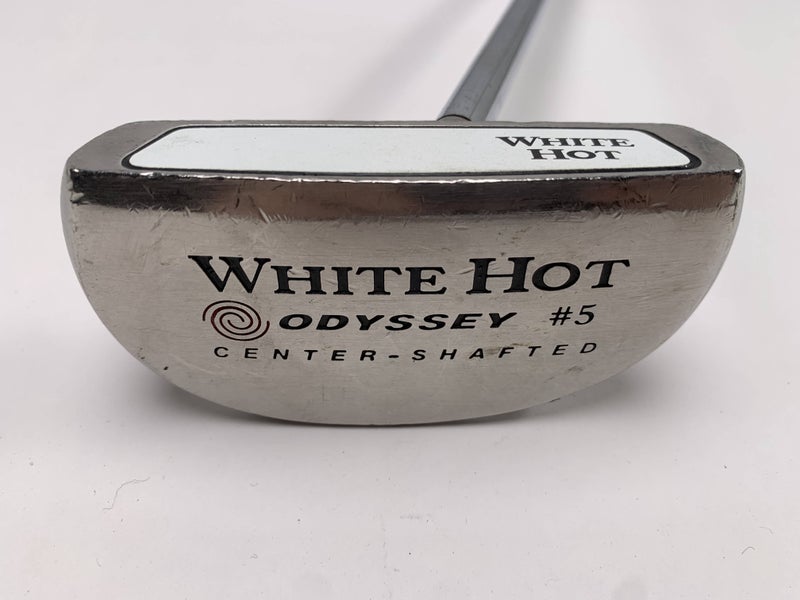 WHITE
HOT
WHITE HOT
ODYSSEY #5
CENTER-SHAFTED